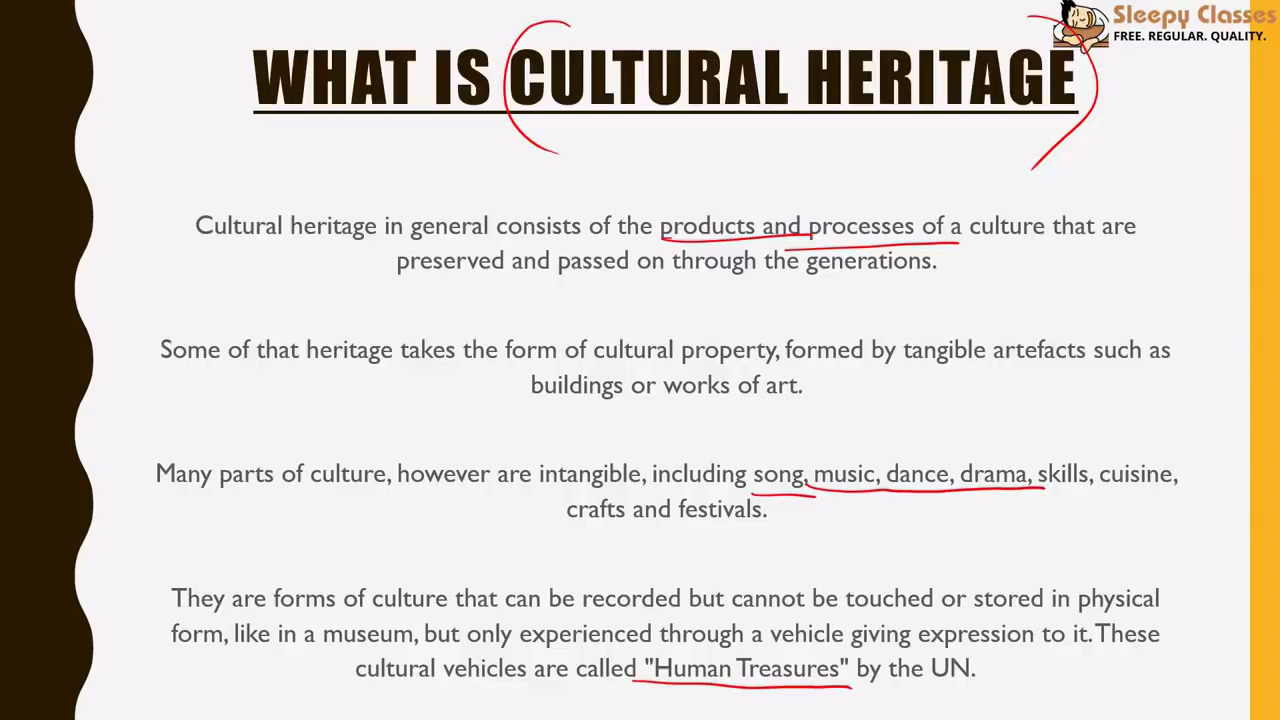 Sleepy Classes
FREE. REGULAR. QUALITY.
WHAT IS CULTURAL HERITAGE
Cultural heritage in general consists of the products and processes of a culture that are
preserved and passed on through the generations.
Some of that heritage takes the form of cultural property, formed by tangible artefacts such as
buildings or works of art.
Many parts of culture, however are intangible, including song, music, dance, drama, skills, cuisine,
crafts and festivals.
They are forms of culture that can be recorded but cannot be touched or stored in physical
form, like in a museum, but only experienced through a vehicle giving expression to it. These
cultural vehicles are called "Human Treasures" by the UN.